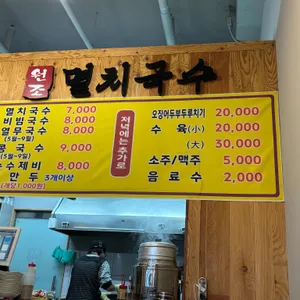 원조 멸치국수
멸치국수 7,000
비빔국수 8,000
열무국수 8,000
(5월~9월)
콩국수 9,000
(5월~9월)
수제비 8,000
만두 3개이상
(개당1,000원)
저녁에는추가로
오징어두부두루치기 20,000
수육(小) 20,000
(大) 30,000
소주/맥주 5,000
음료수 2,000